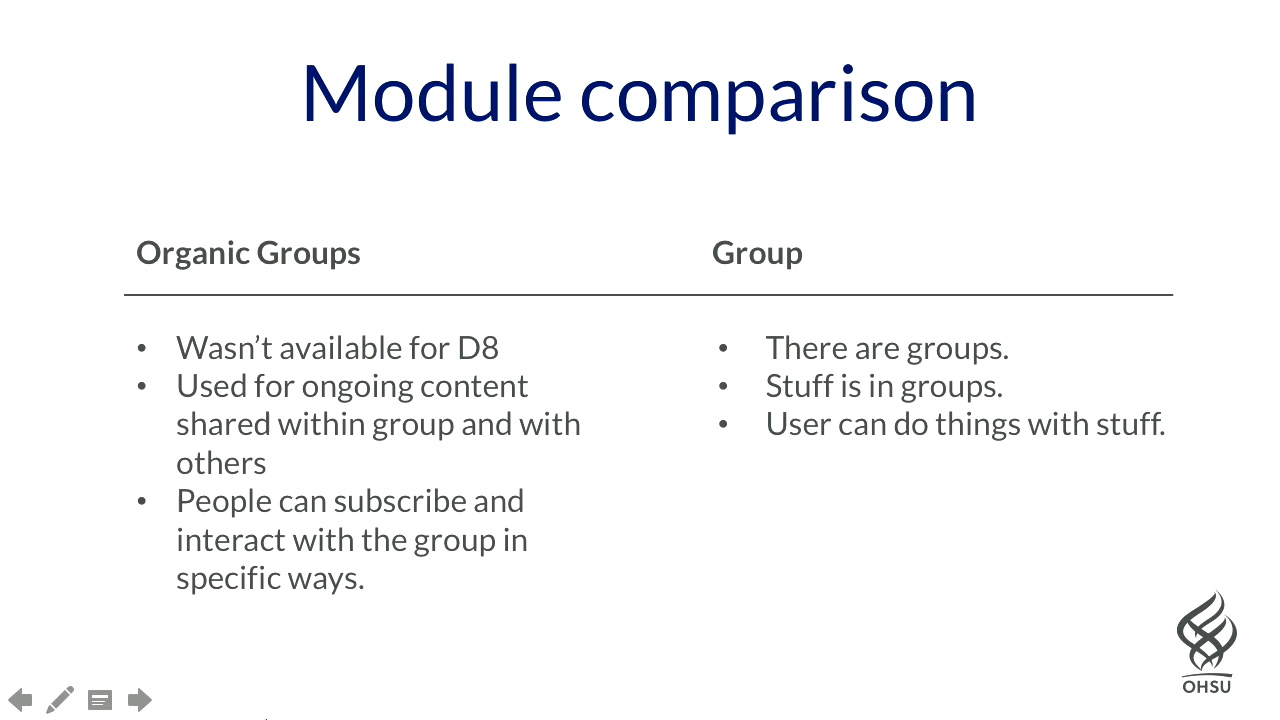 Module comparison
Organic Groups
Group
• Wasn’t available for D8
• Used for ongoing content
shared within group and with
others
• People can subscribe and
interact with the group in
specific ways.
• There are groups.
• Stuff is in groups.
• User can do things with stuff.
OHSU